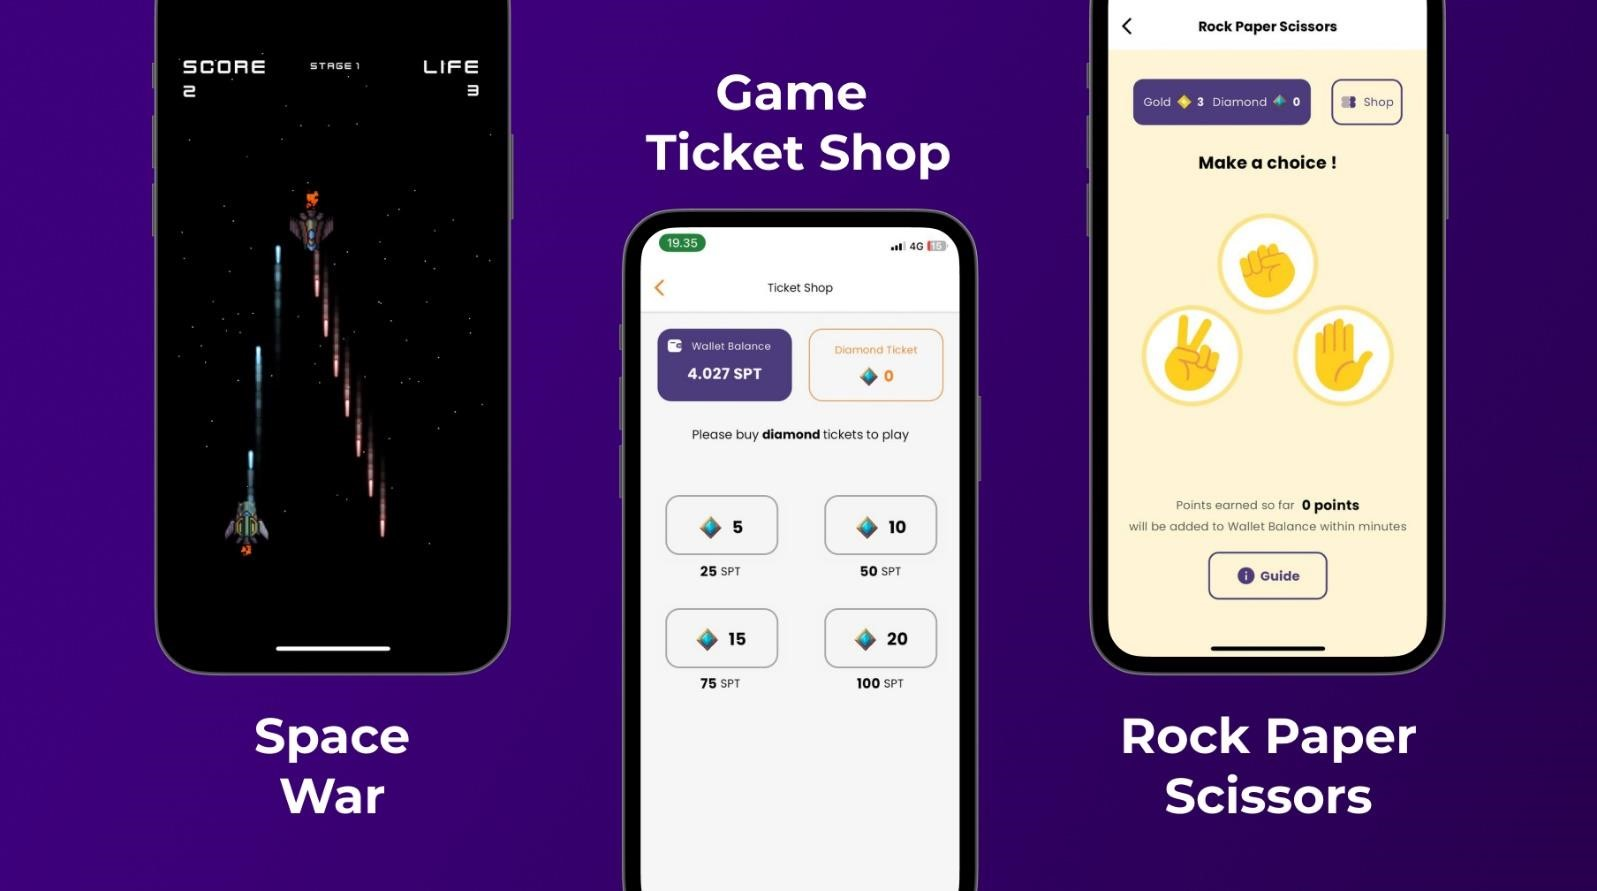 SCORE
STAGE 1
LIFE
2
3
Space
War
Game
Ticket Shop
19.35
4G 15
Ticket Shop
Wallet Balance
4.027 SPT
Diamond Ticket
0
Please buy diamond tickets to play
5
25 SPT
10
50 SPT
15
75 SPT
20
100 SPT
Rock Paper Scissors
Gold 3 Diamond 0
Shop
Make a choice !
Points earned so far 0 points
will be added to Wallet Balance within minutes
Guide
Rock Paper
Scissors